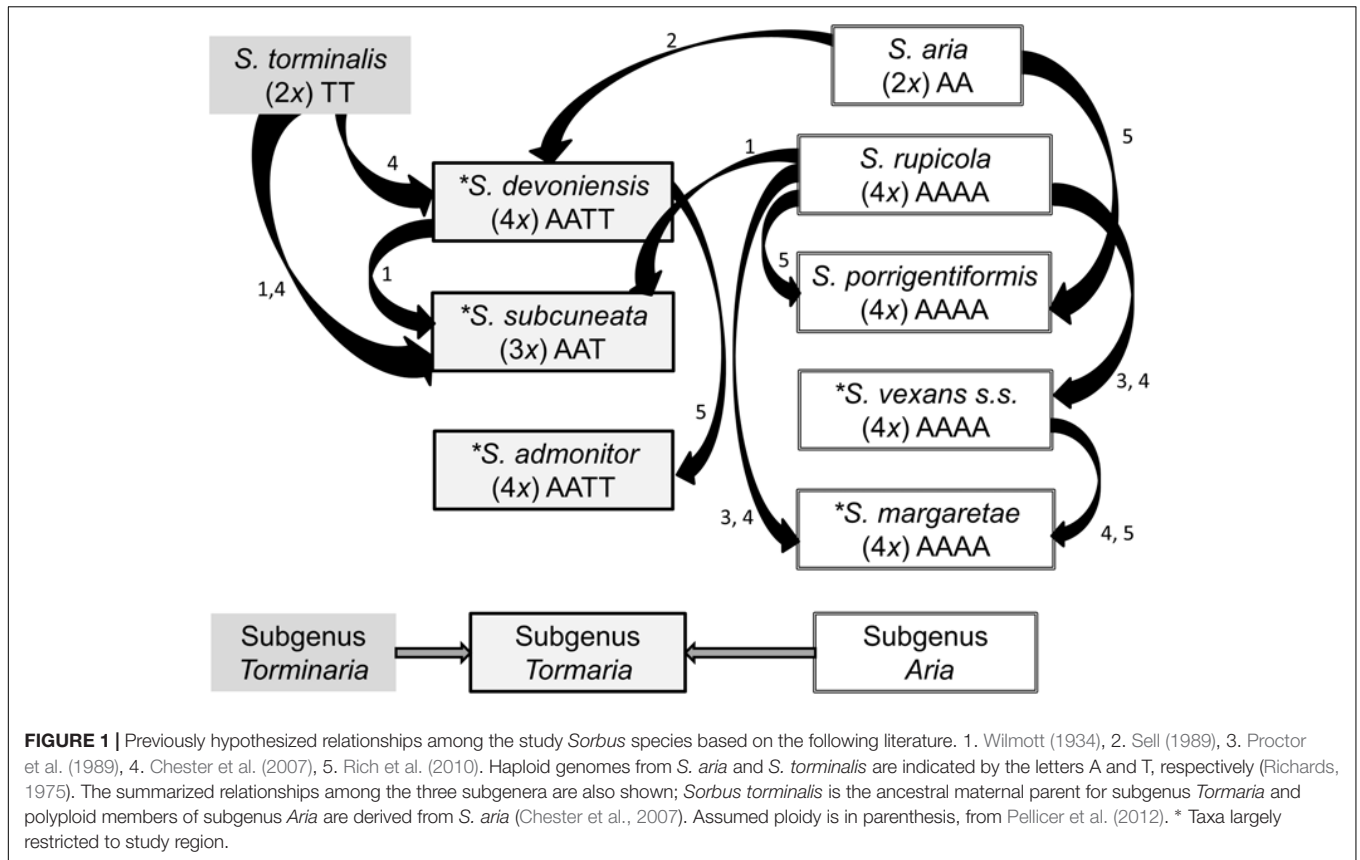 2
S. torminalis
(2x) TT
S. aria
(2x) AA
5
1
4
S. rupicola
(4x) AAAA
*S. devoniensis
(4x) AATT
5
1
1,4
S. porrigentiformis
(4x) AAAA
*S. subcuneata
(3x) AAT
3, 4
*S. vexans s.s.
(4x) AAAA
5
*S. admonitor
(4x) AATT
3, 4
*S. margaretae
(4x) AAAA
4, 5
Subgenus
Torminaria
Subgenus
Tormaria
Subgenus
Aria
FIGURE 1 | Previously hypothesized relationships among the study Sorbus species based on the following literature. 1. Wilmott (1934), 2. Sell (1989), 3. Proctor
et al. (1989), 4. Chester et al. (2007), 5. Rich et al. (2010). Haploid genomes from S. aria and S. torminalis are indicated by the letters A and T, respectively (Richards,
1975). The summarized relationships among the three subgenera are also shown; Sorbus torminalis is the ancestral maternal parent for subgenus Tormaria and
polyploid members of subgenus Aria are derived from S. aria (Chester et al., 2007). Assumed ploidy is in parenthesis, from Pellicer et al. (2012). * Taxa largely
restricted to study region.